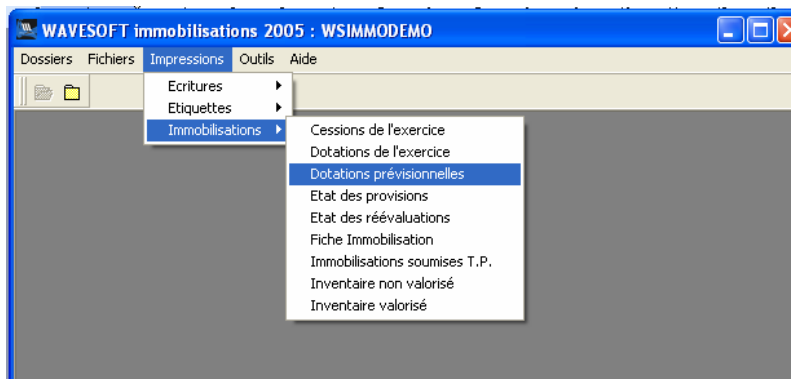 WAVESOFT immobilisations 2005 : WSIMMODEMO
Dossiers Fichiers Impressions Outils Aide
Ecritures
Etiquettes
Immobilisations
Cessions de l'exercice
Dotations de l'exercice
Dotations prévisionnelles
Etat des provisions
Etat des réévaluations
Fiche Immobilisation
Immobilisations soumises T.P.
Inventaire non valorisé
Inventaire valorisé